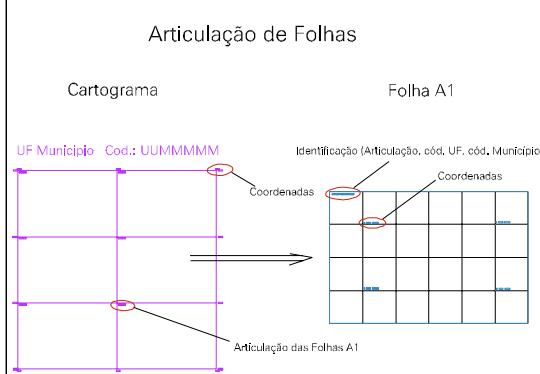 Articulação de Folhas
Cartograma
Folha A1
UF Municipio Cod.: UUMMMMM
Identificação (Articulação, cód. UF, cód. Município
Coordenadas
Coordenadas
Articulação das Folhas A1